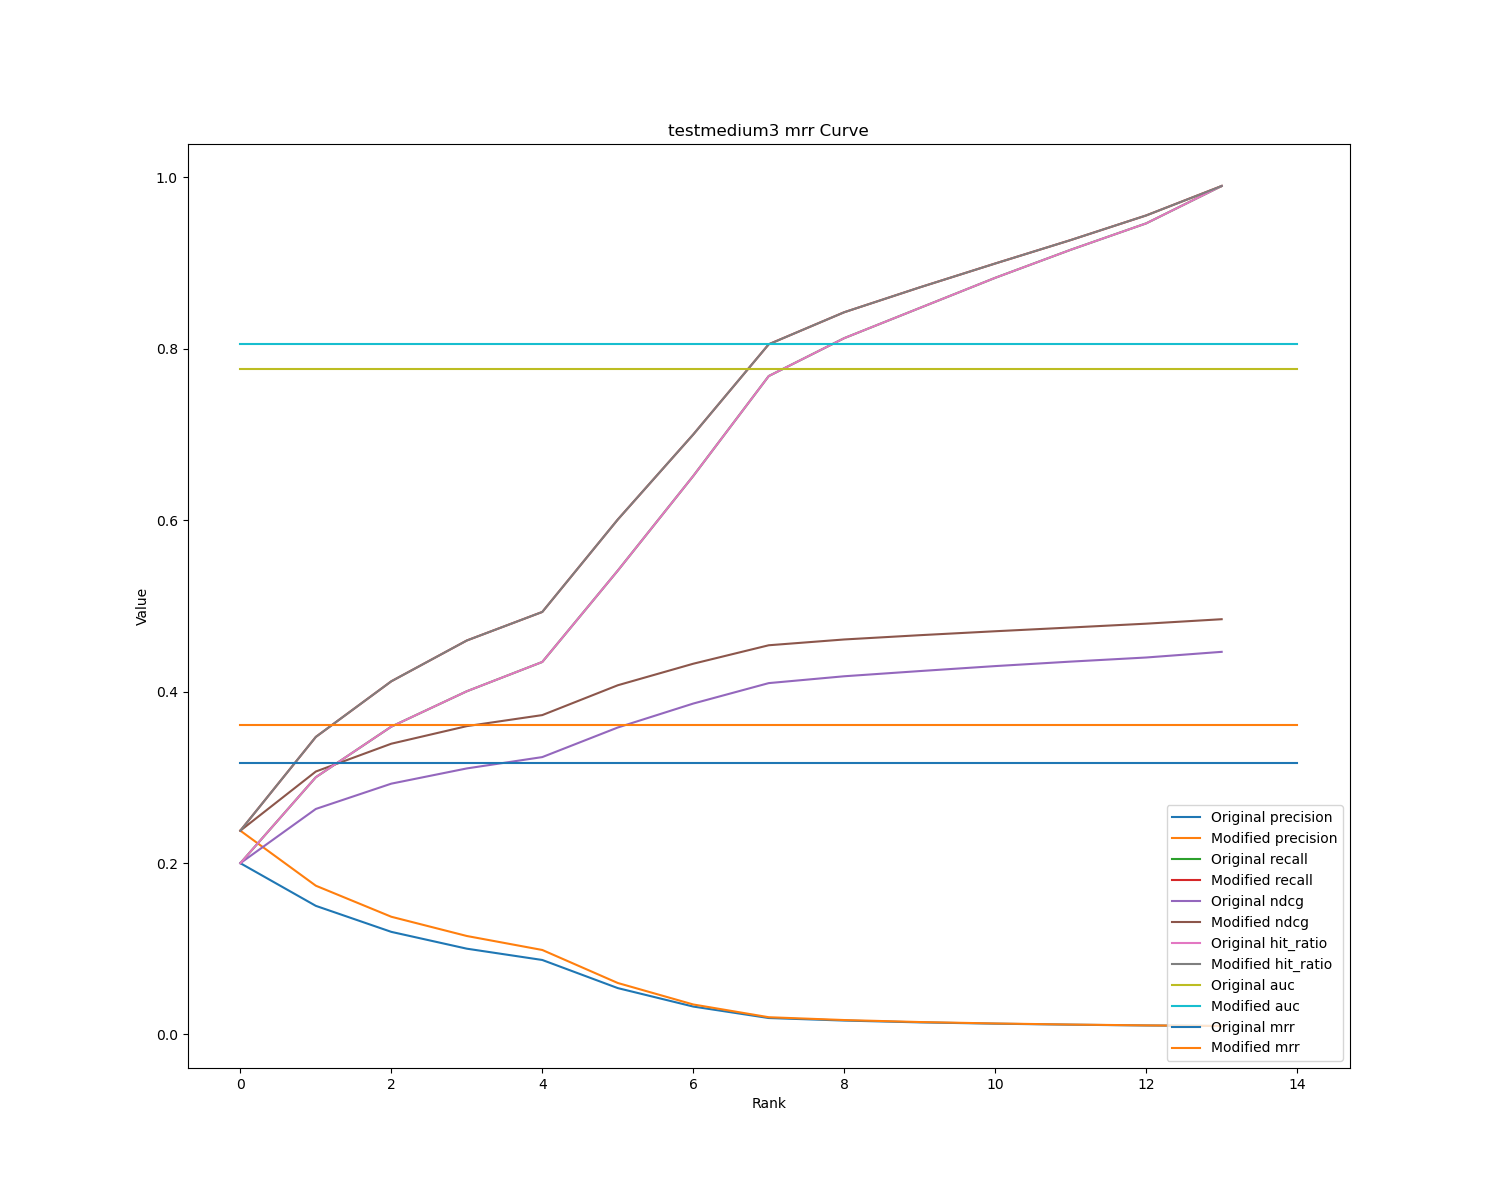 testmedium3 mrr Curve
1.0
0.8
0.6
0.4
0.2
0.0
Value
0 2 4 6 8 10 12 14
Rank
Original precision
Modified precision
Original recall
Modified recall
Original ndcg
Modified ndcg
Original hit_ratio
Modified hit_ratio
Original auc
Modified auc
Original mrr
Modified mrr